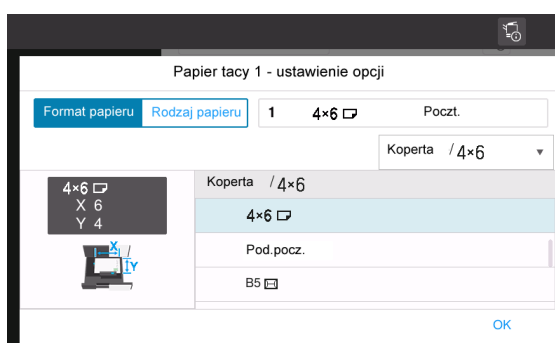 Papier tacy 1 - ustawienie opcji
Format papieru Rodzaj papieru 1 4×6 Poczt.
Koperta / 4×6
4×6
X 6
Y 4
X
Y
Koperta / 4×6
4×6
Pod.pocz.
B5
OK